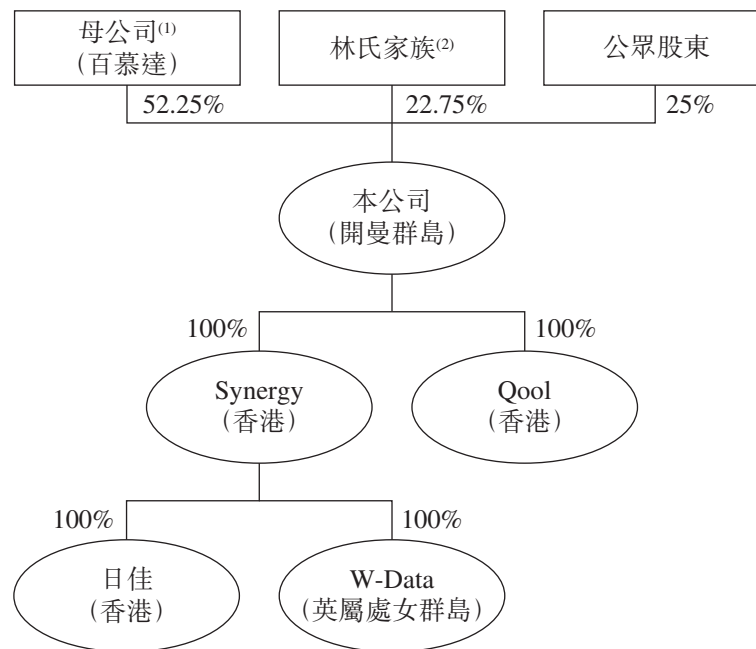 母公司(1)
(百慕達)
林氏家族(2)
公眾股東
52.25%
22.75%
25%
本公司
(開曼群島)
100%
100%
Synergy
(香港)
Qool
(香港)
100%
100%
日佳
(香港)
W-Data
(英屬處女群島)